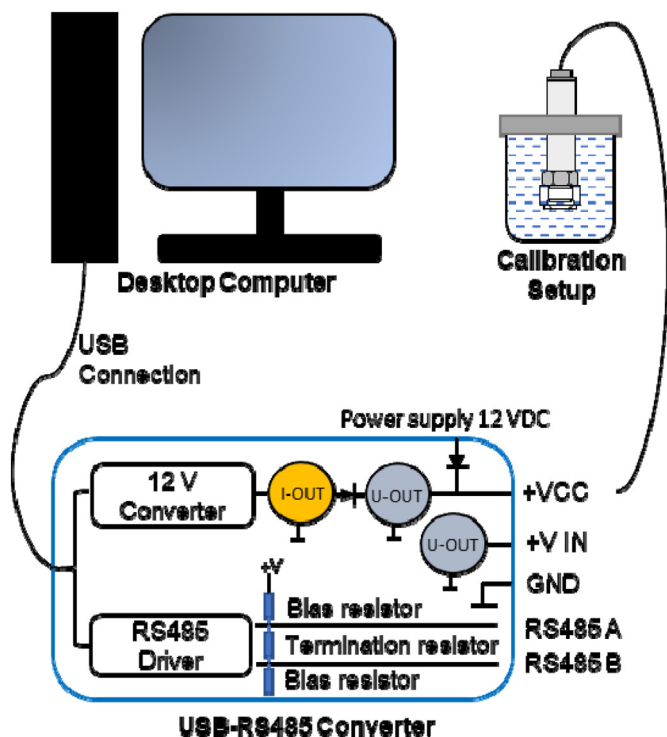 Desktop Computer
Calibration
Setup
USB
Connection
Power supply 12 VDC
12 V
Converter
I-OUT
U-OUT
+VCC
U-OUT
+V IN
+V
GND
Bias resistor
RS485 A
RS485
Driver
Termination resistor
RS485 B
Bias resistor
USB-RS485 Converter